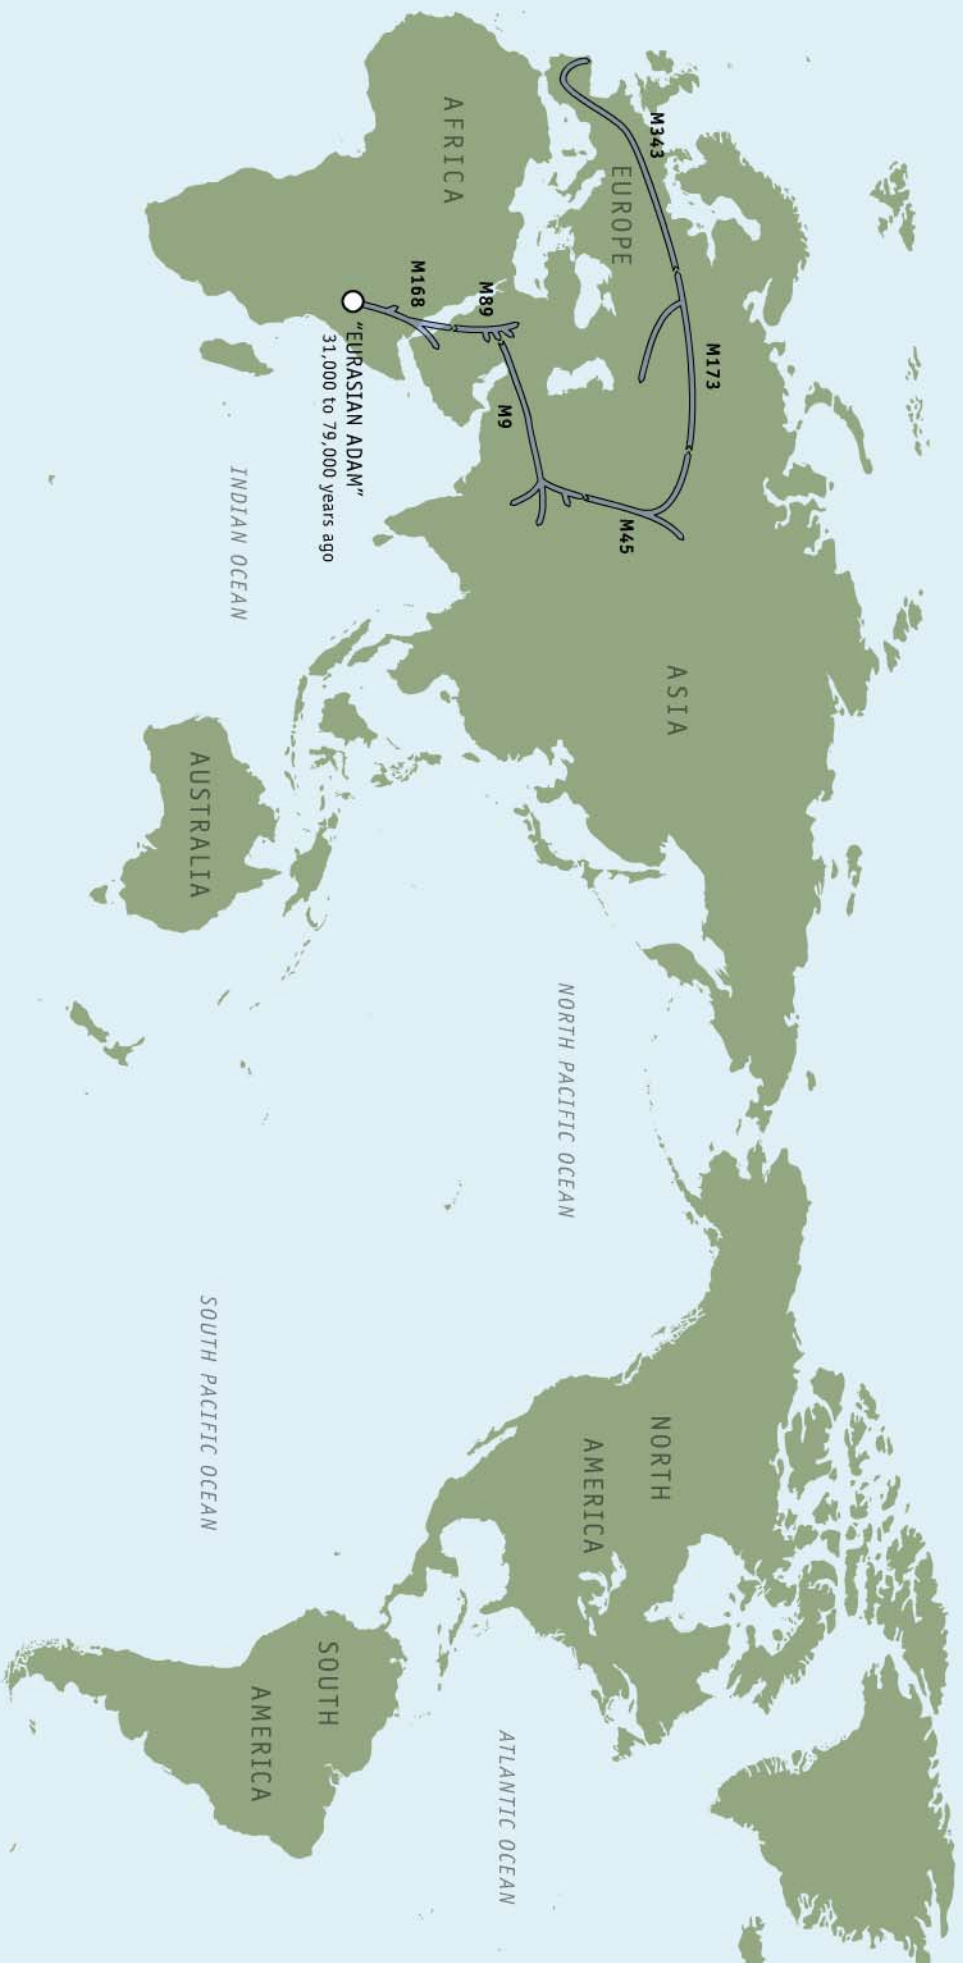 M343
EUROPE
AFRICA
M168
M89
M173
M9
M45
"EURASIAN ADAM"
31,000 to 79,000 years ago
ASIA
INDIAN OCEAN
AUSTRALIA
NORTH PACIFIC OCEAN
SOUTH PACIFIC OCEAN
NORTH
AMERICA
SOUTH
AMERICA
ATLANTIC OCEAN